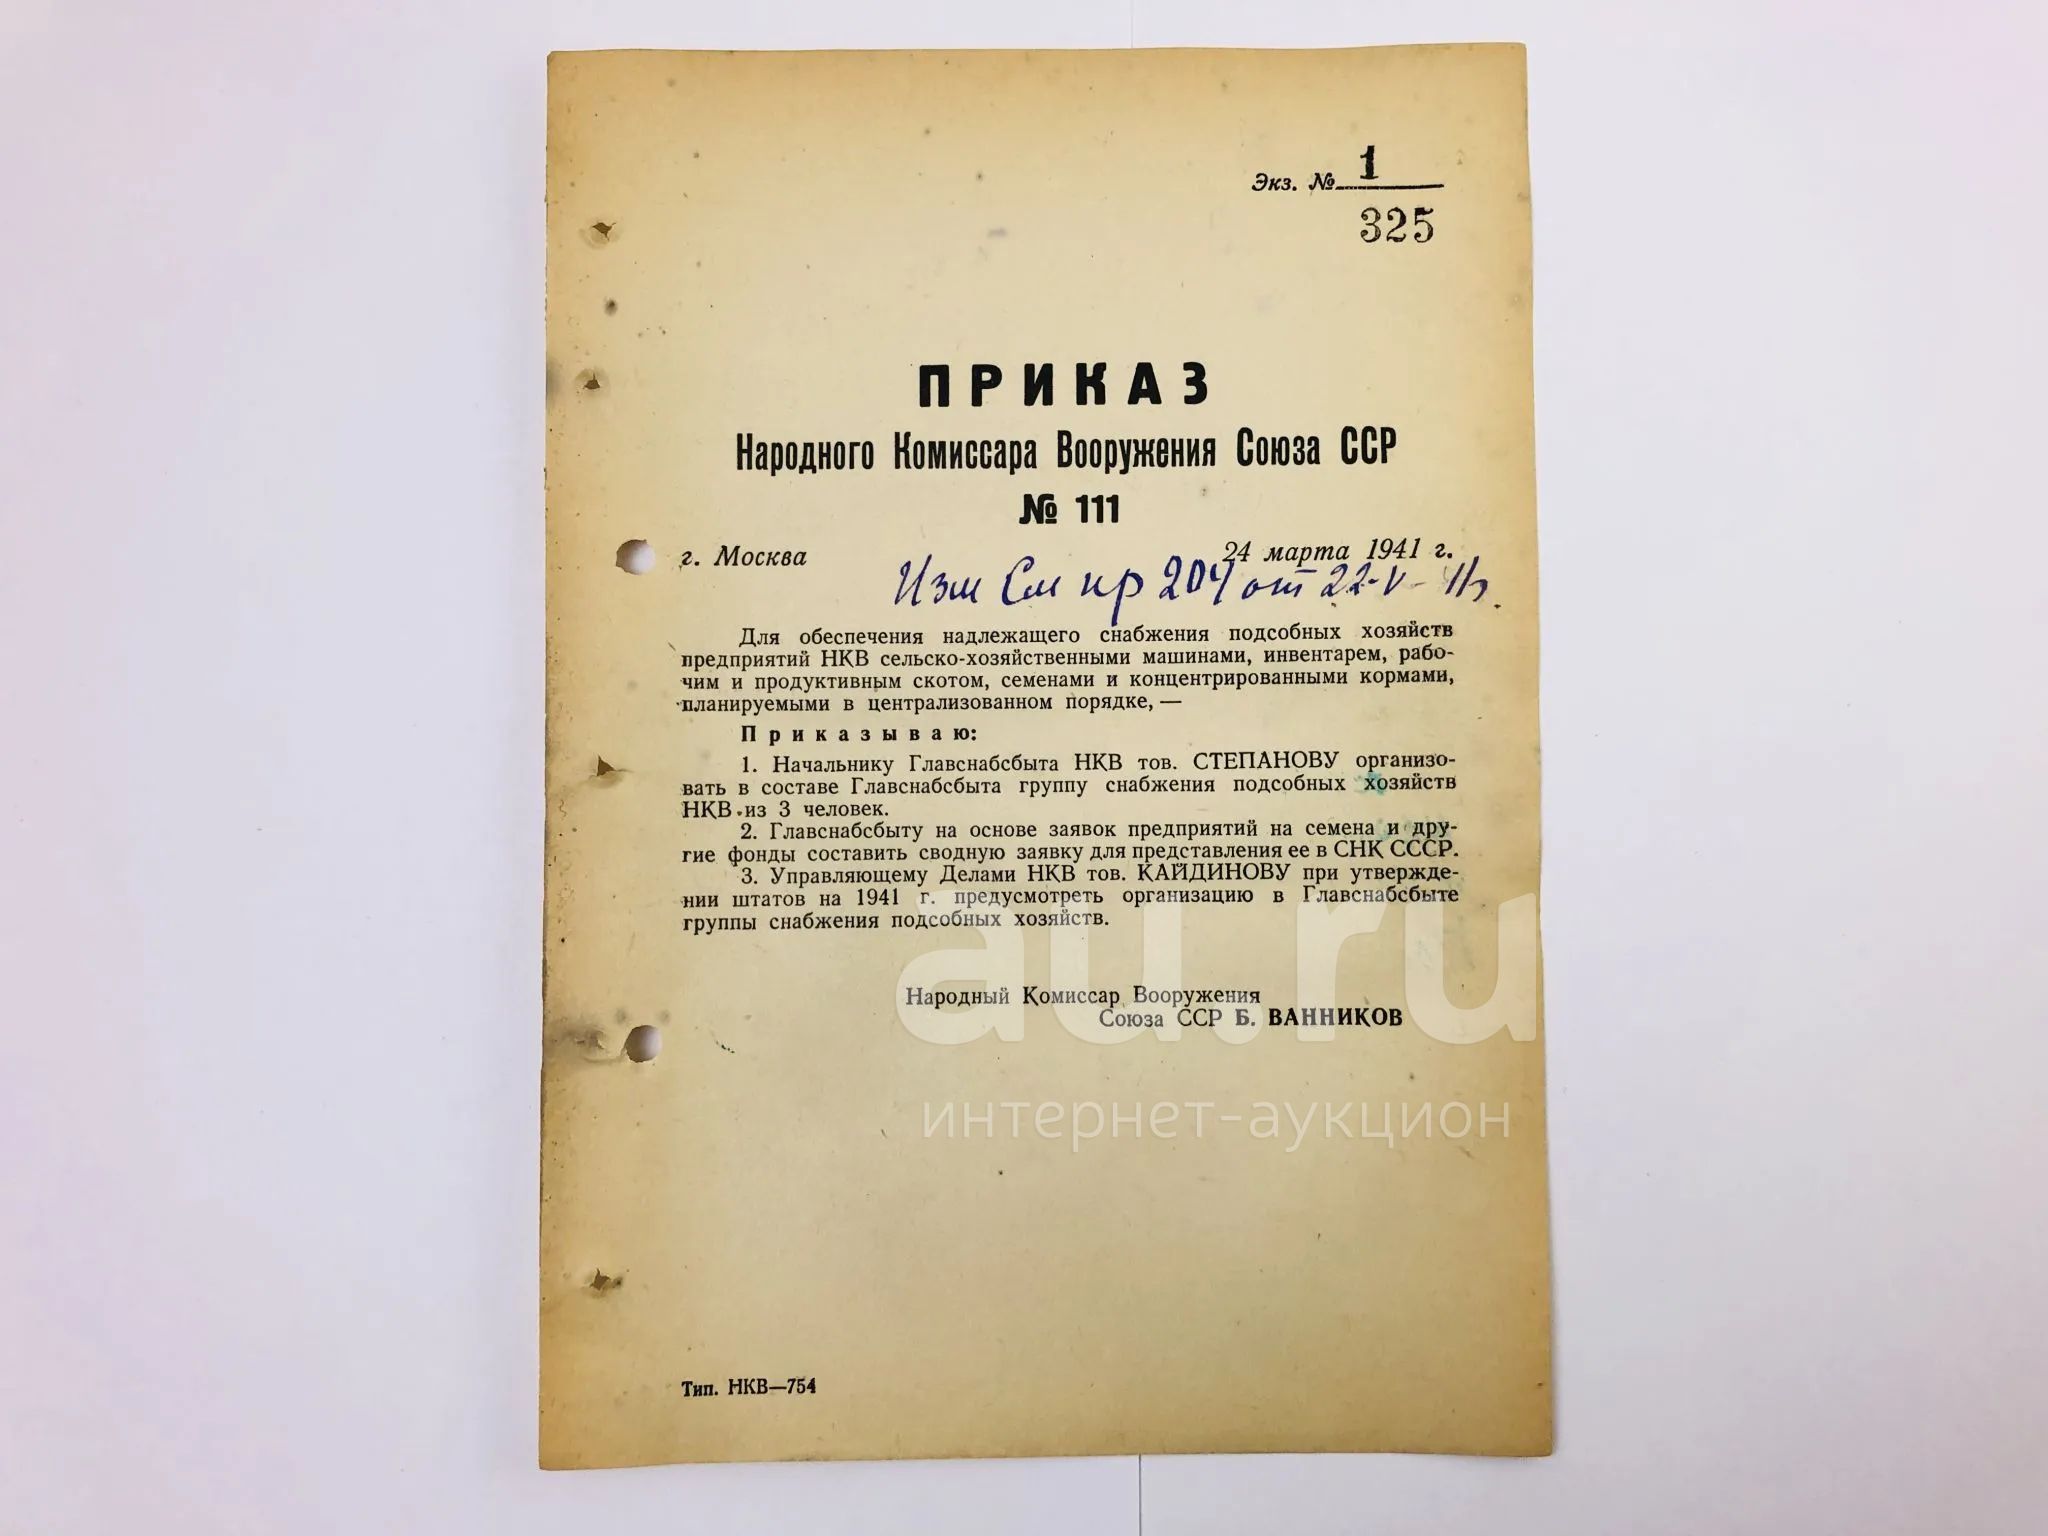 Экз. № 1
325
ПРИКАЗ
Народного Комиссара Вооружения Союза ССР
№ 111
г. Москва 24 марта 1941 г.
Изм См пр 204 от 22-V-
Для обеспечения надлежащего снабжения подсобных хозяйств
предприятий НКВ сельско-хозяйственными машинами, инвентарем, рабо-
чим и продуктивным скотом, семенами и концентрированными кормами,
планируемыми в централизованном порядке, —
Приказываю:
1. Начальнику Главснабсбыта НКВ тов. СТЕПАНОВУ организо-
вать в составе Главснабсбыта группу снабжения подсобных хозяйств
НКВ из 3 человек.
2. Главснабсбыту на основе заявок предприятий на семена и дру-
гие фонды составить сводную заявку для представления ее в СНК СССР.
3. Управляющему Делами НКВ тов. КАЙДИНОВУ при утвержде-
нии штатов на 1941 г. предусмотреть организацию в Главснабсбыте
группы снабжения подсобных хозяйств.
au.ru
Народный Комиссар Вооружения
Союза ССР Б. ВАННИКОВ
интернет-аукцион
Тип. НКВ—754